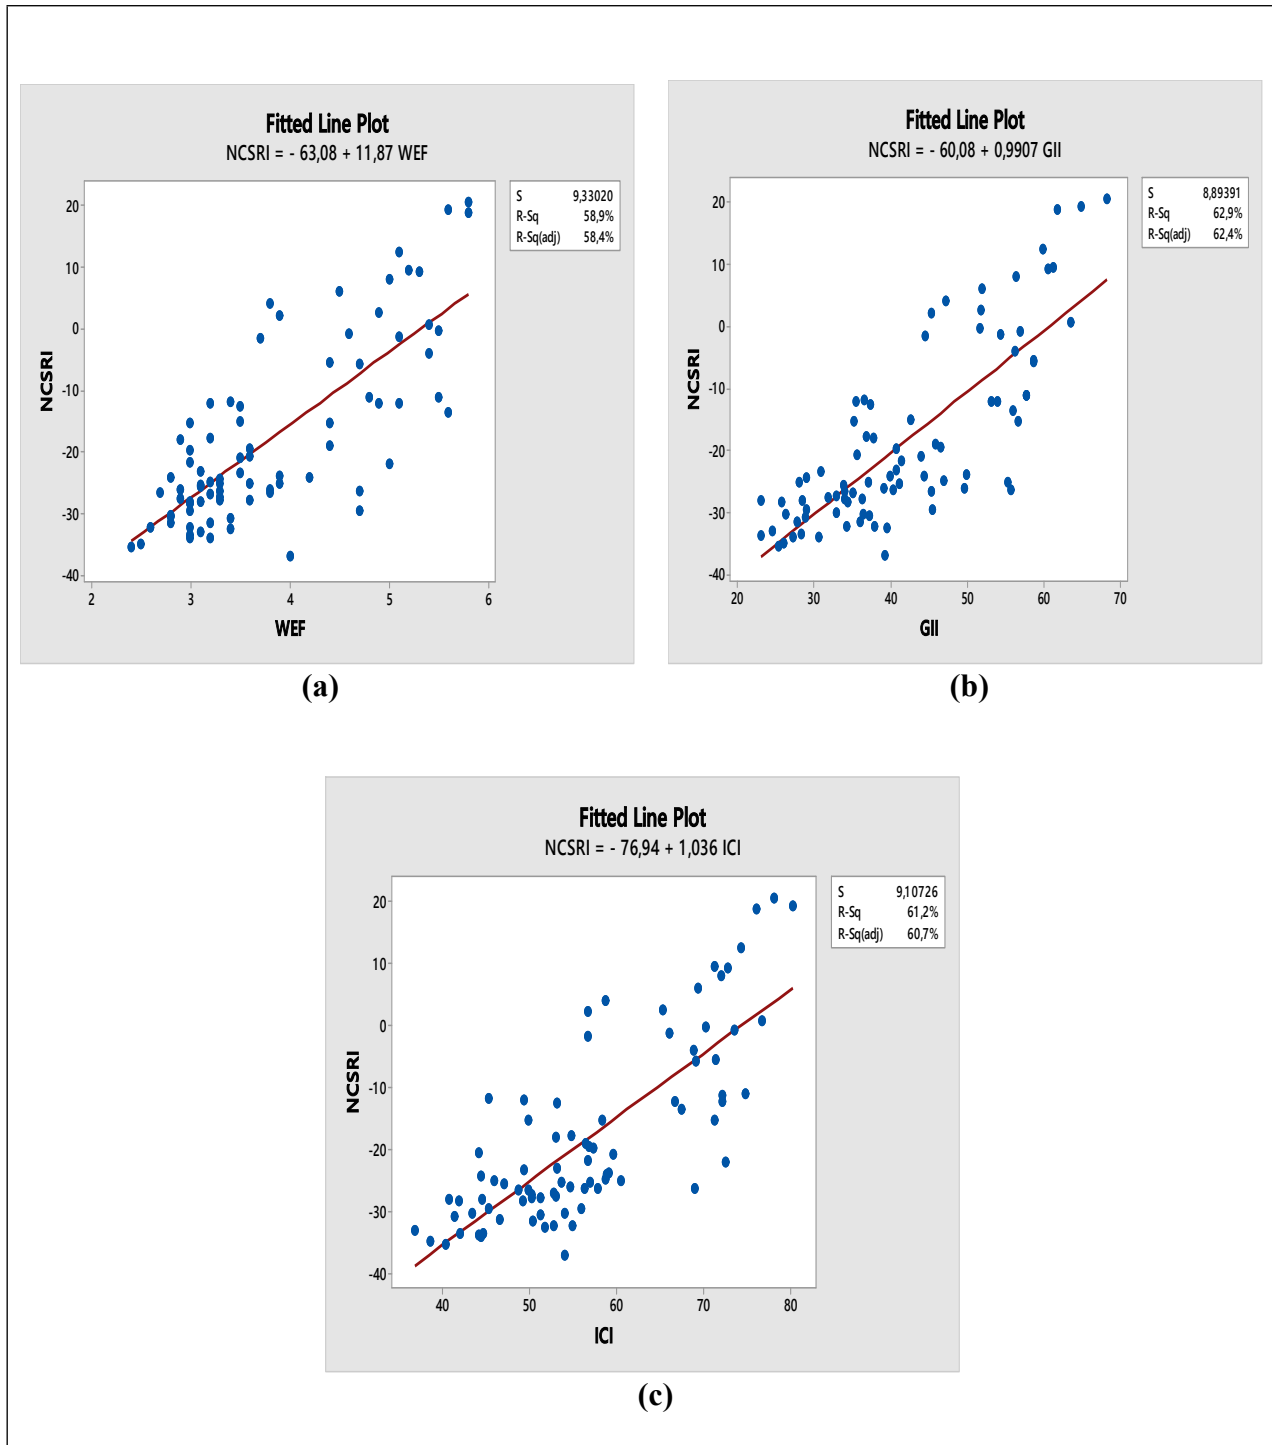 Fitted Line Plot
NCSRI = - 63,08 + 11,87 WEF
S 9,33020
R-Sq 58,9%
R-Sq(adj) 58,4%
20
10
0
-10
-20
-30
-40
NCSRI
2 3 4 5 6
WEF
(a)
Fitted Line Plot
NCSRI = - 60,08 + 0,9907 GII
S 8,89391
R-Sq 62,9%
R-Sq(adj) 62,4%
20
10
0
-10
-20
-30
-40
NCSRI
20 30 40 50 60 70
GII
(b)
Fitted Line Plot
NCSRI = - 76,94 + 1,036 ICI
S 9,10726
R-Sq 61,2%
R-Sq(adj) 60,7%
20
10
0
-10
-20
-30
-40
NCSRI
40 50 60 70 80
ICI
(c)